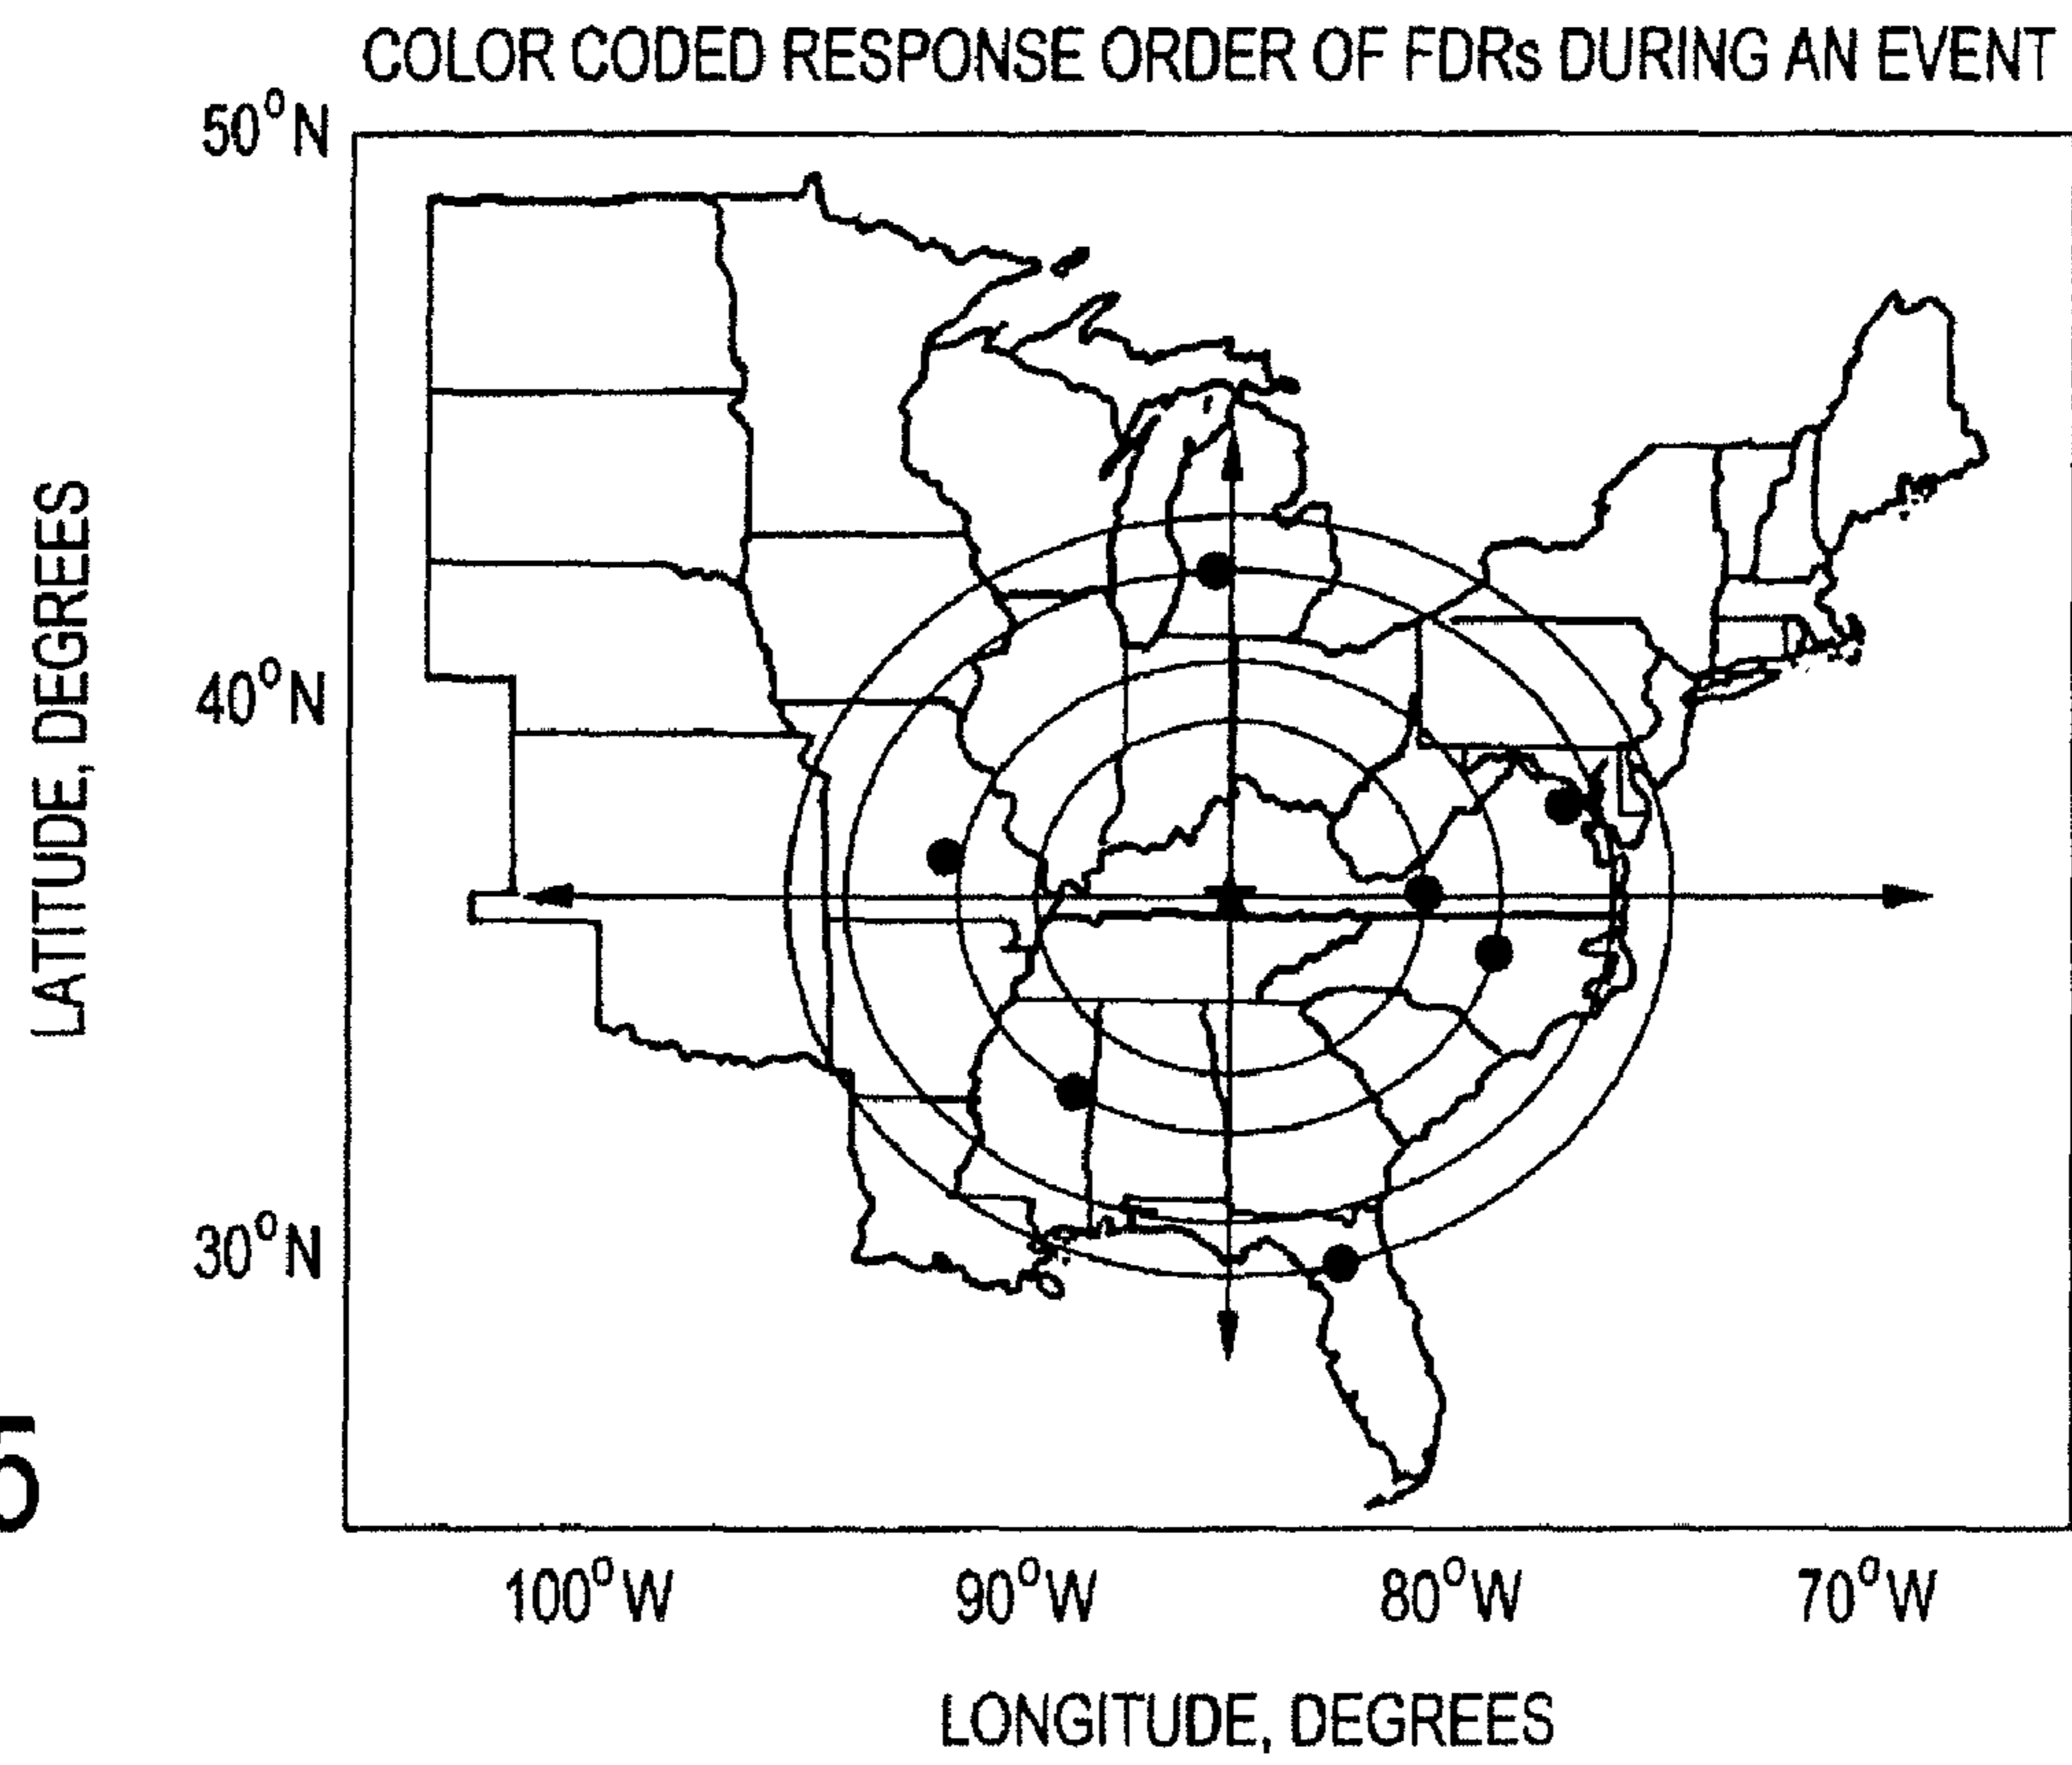 COLOR CODED RESPONSE ORDER OF FDRs DURING AN EVENT
50°N
40°N
30°N
LATITUDE, DEGREES
5
100°W 90°W 80°W 70°W
LONGITUDE, DEGREES